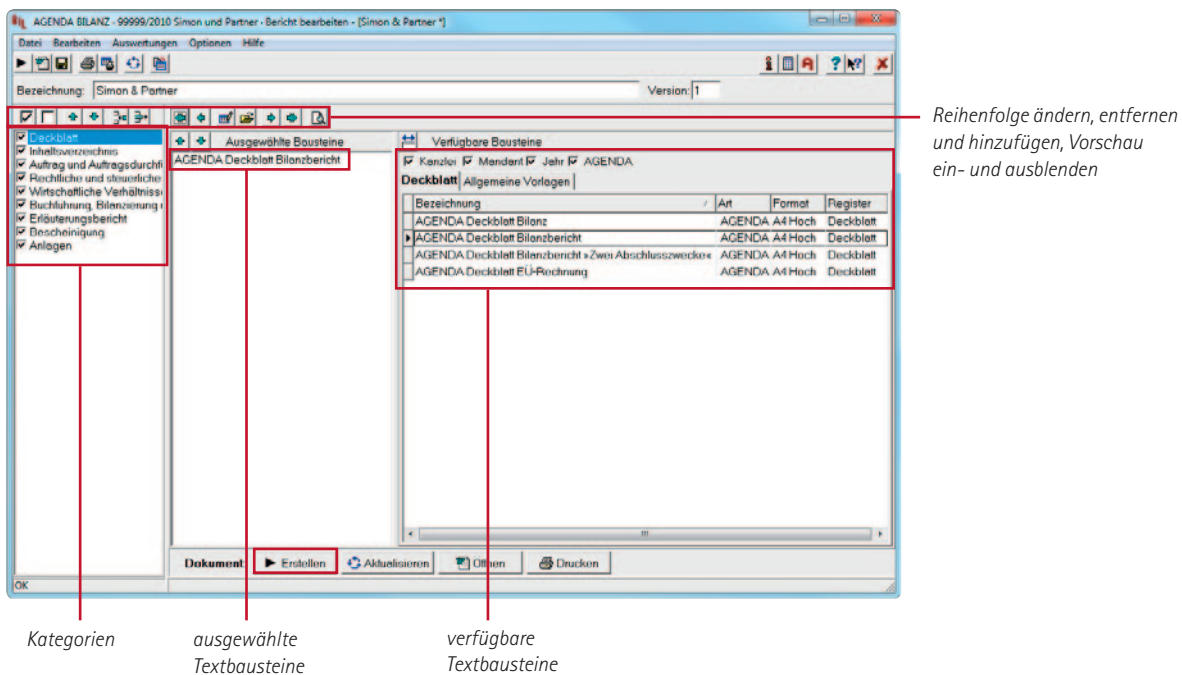 AGENDA BILANZ - 99999/2010 Simon und Partner - Bericht bearbeiten - [Simon & Partner *]
Datei Bearbeiten Auswertungen Optionen Hilfe
Bezeichnung: Simon & Partner Version: 1
Reihenfolge ändern, entfernen
und hinzufügen, Vorschau
ein- und ausblenden
Deckblatt
Inhaltsverzeichnis
Auftrag und Auftragsdurchfü
Rechtliche und steuerliche
Wirtschaftliche Verhältniss
Buchführung, Bilanzierung
Erläuterungsbericht
Bescheinigung
Anlagen
Ausgewählte Bausteine
AGENDA Deckblatt Bilanzbericht
Verfügbare Bausteine
Kanzlei Mandant Jahr AGENDA
Deckblatt Allgemeine Vorlagen
Bezeichnung Art Format Register
AGENDA Deckblatt Bilanz AGENDA A4 Hoch Deckblatt
AGENDA Deckblatt Bilanzbericht AGENDA A4 Hoch Deckblatt
AGENDA Deckblatt Bilanzbericht »Zwei Abschlusszwecke« AGENDA A4 Hoch Deckblatt
AGENDA Deckblatt EÜ-Rechnung AGENDA A4 Hoch Deckblatt
Dokument: Erstellen Aktualisieren Öffnen Drucken
OK
Kategorien
ausgewählte
Textbausteine
verfügbare
Textbausteine